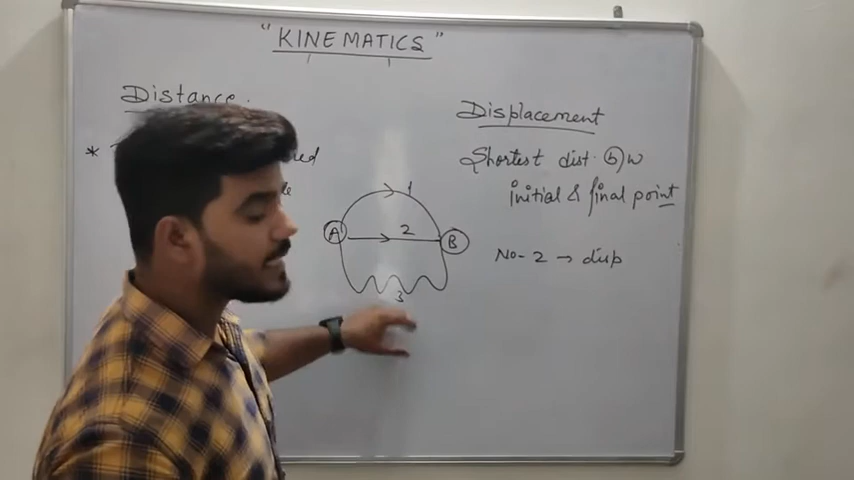 "KINEMATICS"
Distance
*
Displacement
Shortest dist. (b)w
initial & final point
1
A
2
B
3
No-2 → disp